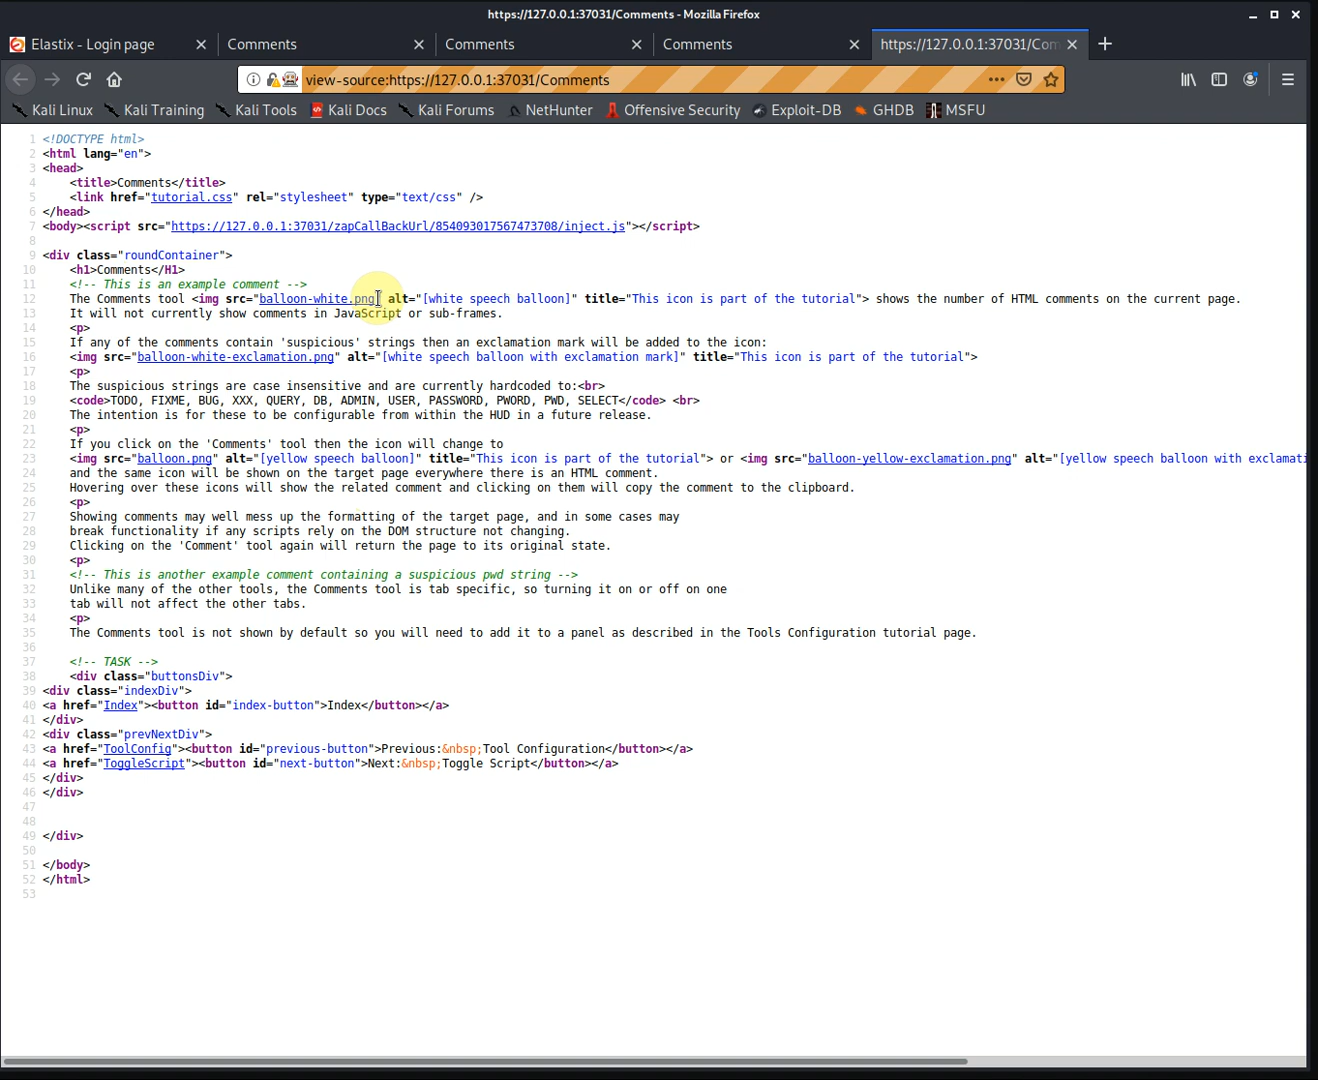 https://127.0.0.1:37031/Comments - Mozilla Firefox
Elastix - Login page
Comments
Comments
Comments
https://127.0.0.1:37031/Com
view-source:https://127.0.0.1:37031/Comments
Kali Linux
Kali Training
Kali Tools
Kali Docs
Kali Forums
NetHunter
Offensive Security
Exploit-DB
GHDB
MSFU
1 <!DOCTYPE html>
2 <html lang="en">
3 <head>
4 <title>Comments</title>
5 <link href="tutorial.css" rel="stylesheet" type="text/css" />
6 </head>
7 <body><script src="https://127.0.0.1:37031/zapCallBackUrl/854093017567473708/inject.js"></script>
8
9 <div class="roundContainer">
10 <h1>Comments</H1>
11 <!-- This is an example comment -->
12 The Comments tool <img src="balloon-white.png" alt="[white speech balloon]" title="This icon is part of the tutorial"> shows the number of HTML comments on the current page.
13 It will not currently show comments in JavaScript or sub-frames.
14 <p>
15 If any of the comments contain 'suspicious' strings then an exclamation mark will be added to the icon:
16 <img src="balloon-white-exclamation.png" alt="[white speech balloon with exclamation mark]" title="This icon is part of the tutorial">
17 <p>
18 The suspicious strings are case insensitive and are currently hardcoded to:<br>
19 <code>TODO, FIXME, BUG, XXX, QUERY, DB, ADMIN, USER, PASSWORD, PWORD, PWD, SELECT</code> <br>
20 The intention is for these to be configurable from within the HUD in a future release.
21 <p>
22 If you click on the 'Comments' tool then the icon will change to
23 <img src="balloon.png" alt="[yellow speech balloon]" title="This icon is part of the tutorial"> or <img src="balloon-yellow-exclamation.png" alt="[yellow speech balloon with exclamati
24 and the same icon will be shown on the target page everywhere there is an HTML comment.
25 Hovering over these icons will show the related comment and clicking on them will copy the comment to the clipboard.
26 <p>
27 Showing comments may well mess up the formatting of the target page, and in some cases may
28 break functionality if any scripts rely on the DOM structure not changing.
29 Clicking on the 'Comment' tool again will return the page to its original state.
30 <p>
31 <!-- This is another example comment containing a suspicious pwd string -->
32 Unlike many of the other tools, the Comments tool is tab specific, so turning it on or off on one
33 tab will not affect the other tabs.
34 <p>
35 The Comments tool is not shown by default so you will need to add it to a panel as described in the Tools Configuration tutorial page.
36
37 <!-- TASK -->
38 <div class="buttonsDiv">
39 <div class="indexDiv">
40 <a href="Index"><button id="index-button">Index</button></a>
41 </div>
42 <div class="prevNextDiv">
43 <a href="ToolConfig"><button id="previous-button">Previous:&nbsp;Tool Configuration</button></a>
44 <a href="ToggleScript"><button id="next-button">Next:&nbsp;Toggle Script</button></a>
45 </div>
46 </div>
47
48
49 </div>
50
51 </body>
52 </html>
53